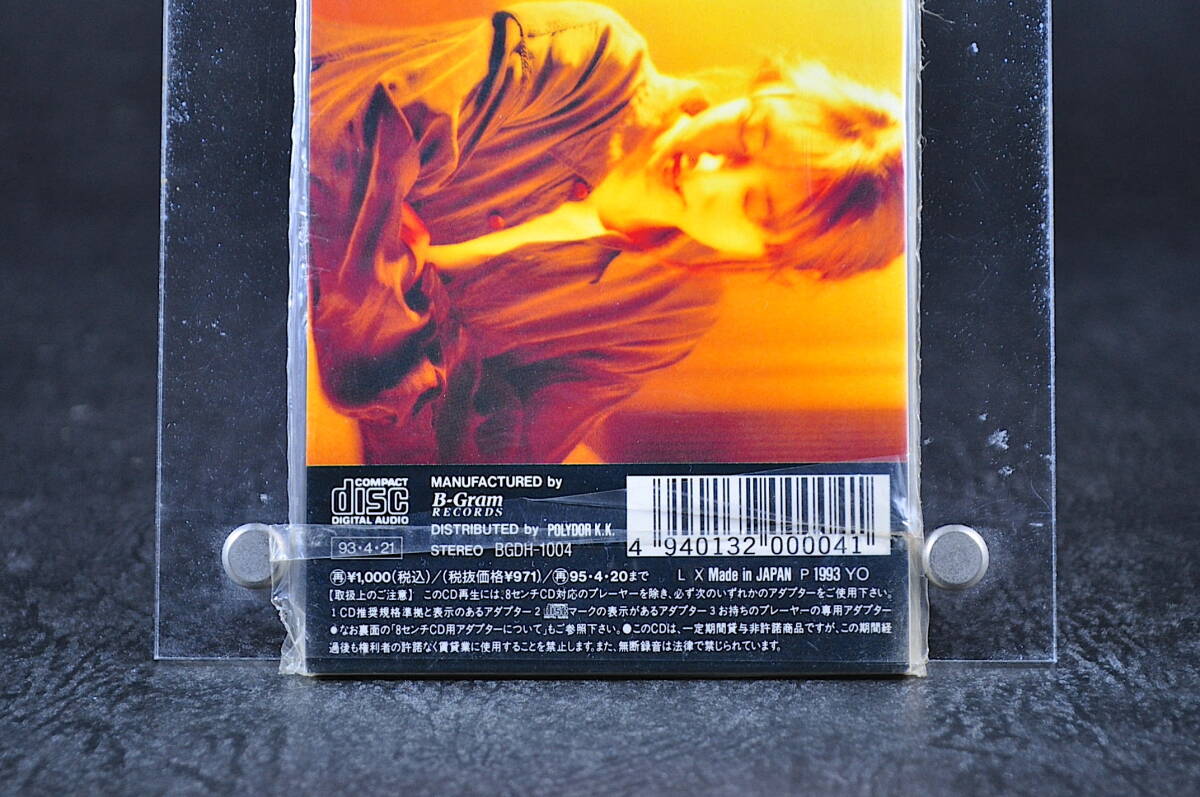 COMPACT
disc
DIGITAL AUDIO
MANUFACTURED by
B-Gram
RECORDS
DISTRIBUTED by POLYDOR K.K.
93・4・21
STEREO BGDH-1004
4 940132 000041
再¥1,000(税込)/(税抜価格¥971)/再95・4・20まで L X Made in JAPAN P 1993 YO
【取扱上のご注意】 このCD再生には、8センチCD対応のプレーヤーを除き、必ず次のいずれかのアダプターをご使用下さい。
1 CD推奨規格準拠と表示のあるアダプター 2 disc マークの表示があるアダプター 3 お持ちのプレーヤーの専用アダプター
●なお裏面の「8センチCD用アダプターについて」もご参照下さい。●このCDは、一定期間貸与非許諾商品ですが、この期間経
過後も権利者の許諾なく賃貸業に使用することを禁止します。また、無断録音は法律で禁じられています。